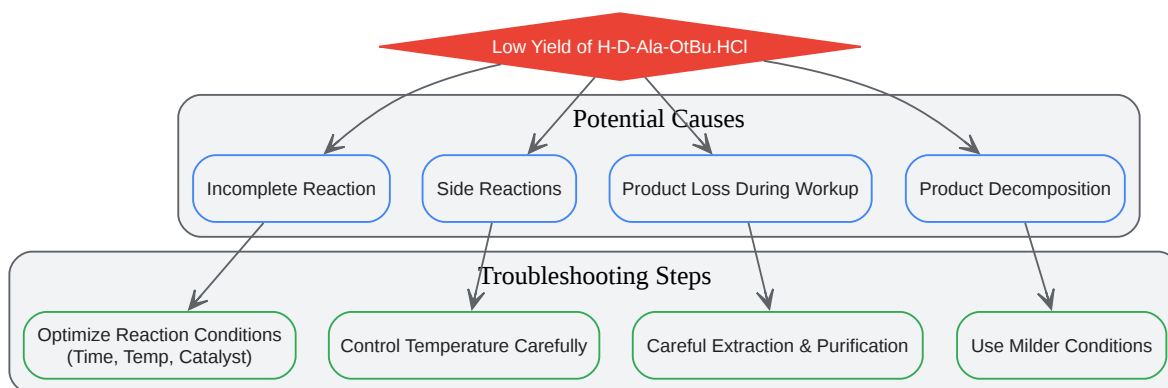 Low Yield of H-D-Ala-OtBu.HCl
Potential Causes
Incomplete Reaction
Side Reactions
Product Loss During Workup
Product Decomposition
Troubleshooting Steps
Optimize Reaction Conditions
(Time, Temp, Catalyst)
Control Temperature Carefully
Careful Extraction & Purification
Use Milder Conditions